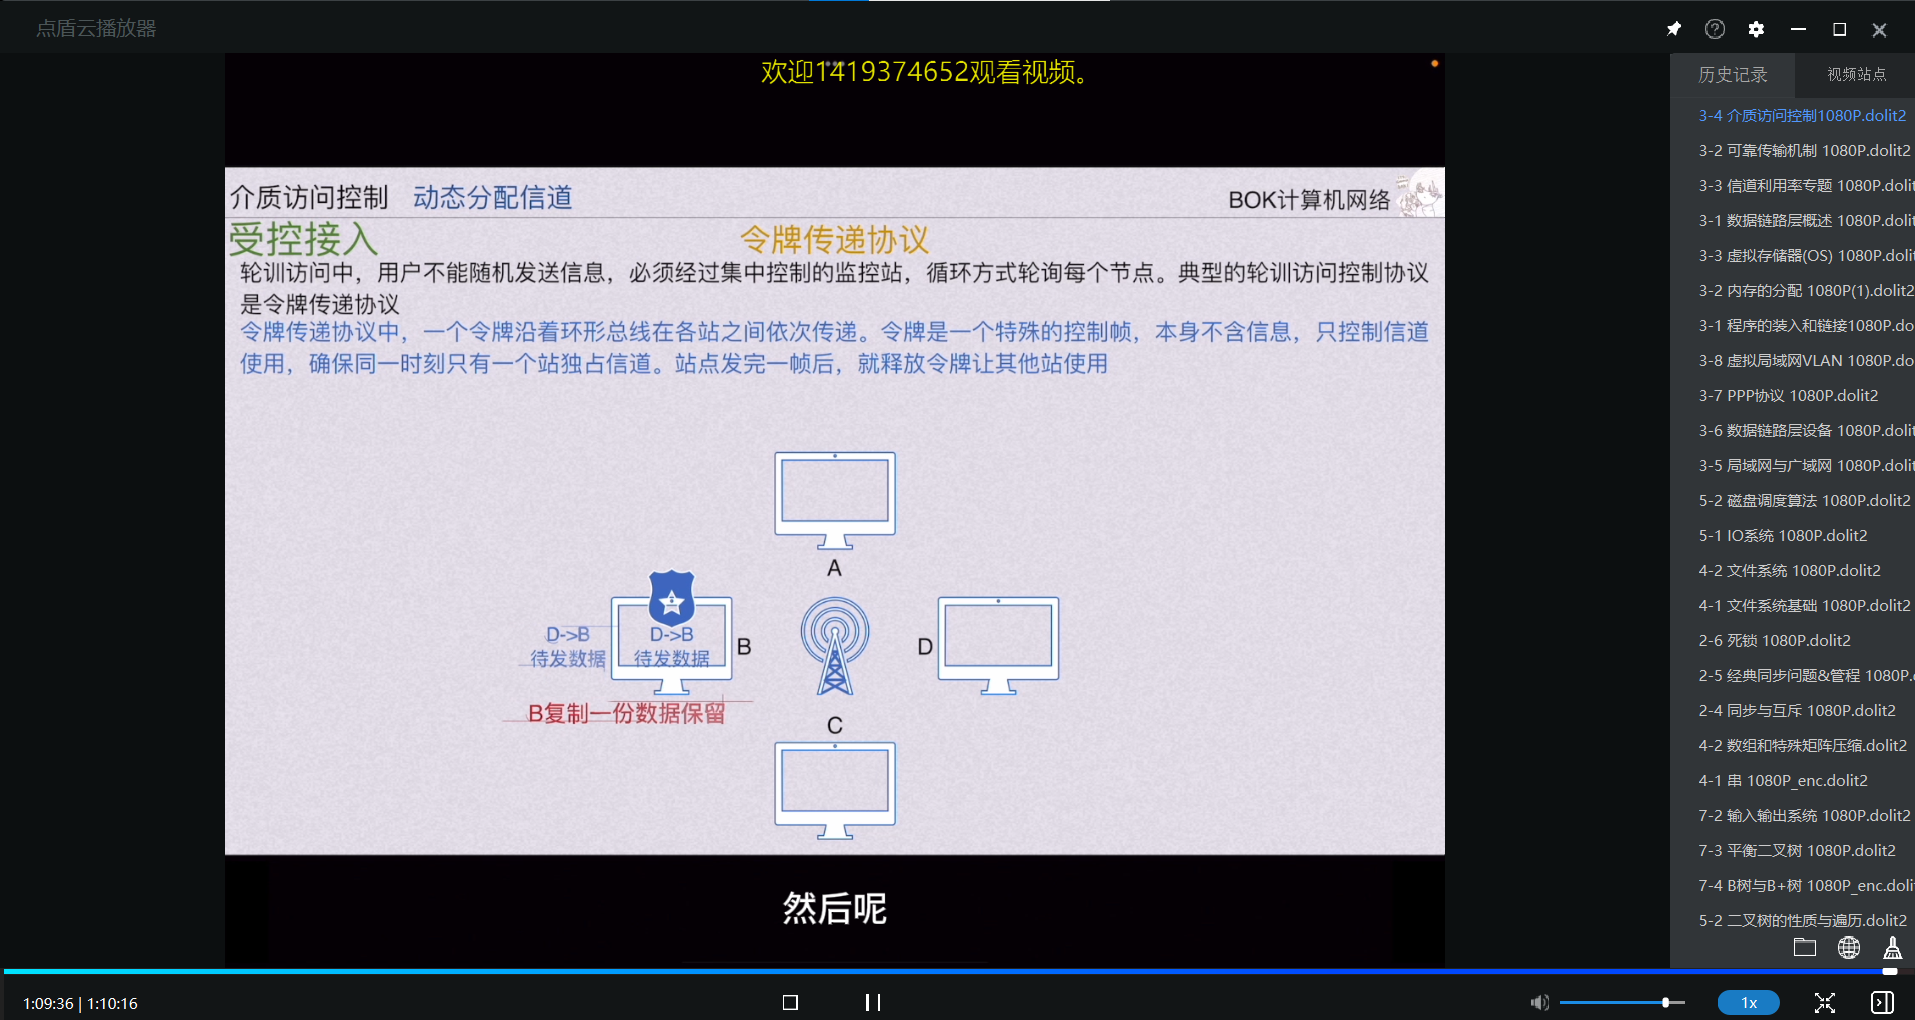 点盾云播放器
欢迎1419374652观看视频。
介质访问控制 动态分配信道
BOK计算机网络
受控接入
令牌传递协议
轮训访问中，用户不能随机发送信息，必须经过集中控制的监控站，循环方式轮询每个节点。典型的轮训访问控制协议
是令牌传递协议
令牌传递协议中，一个令牌沿着环形总线在各站之间依次传递。令牌是一个特殊的控制帧，本身不含信息，只控制信道
使用，确保同一时刻只有一个站独占信道。站点发完一帧后，就释放令牌让其他站使用
A
D->B
待发数据
D->B
待发数据
B
D
B复制一份数据保留
C
然后呢
历史记录
视频站点
3-4 介质访问控制1080P.dolit2
3-2 可靠传输机制 1080P.dolit2
3-3 信道利用率专题 1080P.dolit
3-1 数据链路层概述 1080P.dolit
3-3 虚拟存储器(OS) 1080P.dolit
3-2 内存的分配 1080P(1).dolit2
3-1 程序的装入和链接1080P.do
3-8 虚拟局域网VLAN 1080P.do
3-7 PPP协议 1080P.dolit2
3-6 数据链路层设备 1080P.dolit
3-5 局域网与广域网 1080P.dolit
5-2 磁盘调度算法 1080P.dolit2
5-1 IO系统 1080P.dolit2
4-2 文件系统 1080P.dolit2
4-1 文件系统基础 1080P.dolit2
2-6 死锁 1080P.dolit2
2-5 经典同步问题&管程 1080P.
2-4 同步与互斥 1080P.dolit2
4-2 数组和特殊矩阵压缩.dolit2
4-1 串 1080P_enc.dolit2
7-2 输入输出系统 1080P.dolit2
7-3 平衡二叉树 1080P.dolit2
7-4 B树与B+树 1080P_enc.doli
5-2 二叉树的性质与遍历.dolit2
1:09:36 | 1:10:16
1x